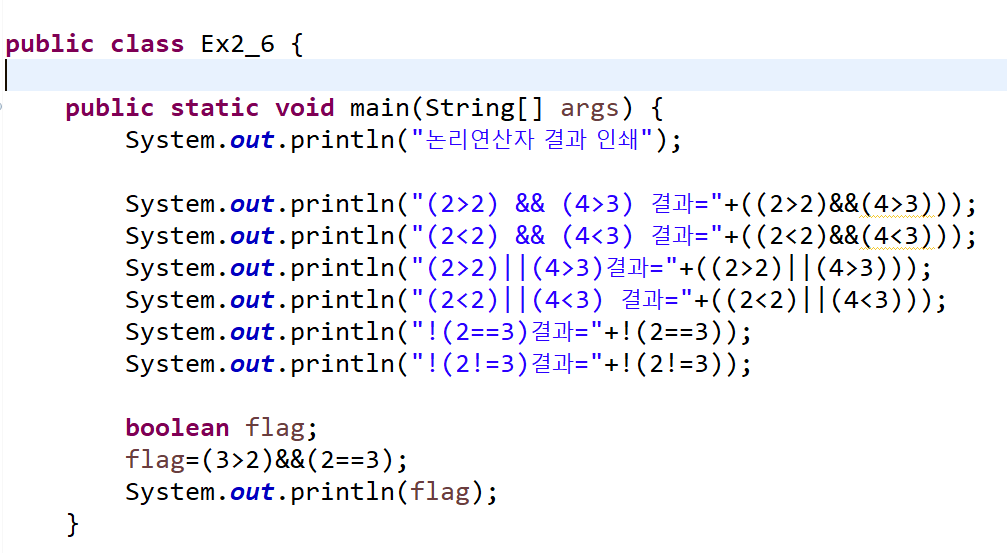 public class Ex2_6 {
public static void main(String[] args) {
System.out.println("논리연산자 결과 인쇄");
System.out.println("(2>2) && (4>3) 결과="+((2>2)&&(4>3)));
System.out.println("(2<2) && (4<3) 결과="+((2<2)&&(4<3)));
System.out.println("(2>2)||(4>3)결과="+((2>2)||(4>3)));
System.out.println("(2<2)||(4<3) 결과="+((2<2)||(4<3)));
System.out.println("!(2==3)결과="+!(2==3));
System.out.println("!(2!=3)결과="+!(2!=3));
boolean flag;
flag=(3>2)&&(2==3);
System.out.println(flag);
}